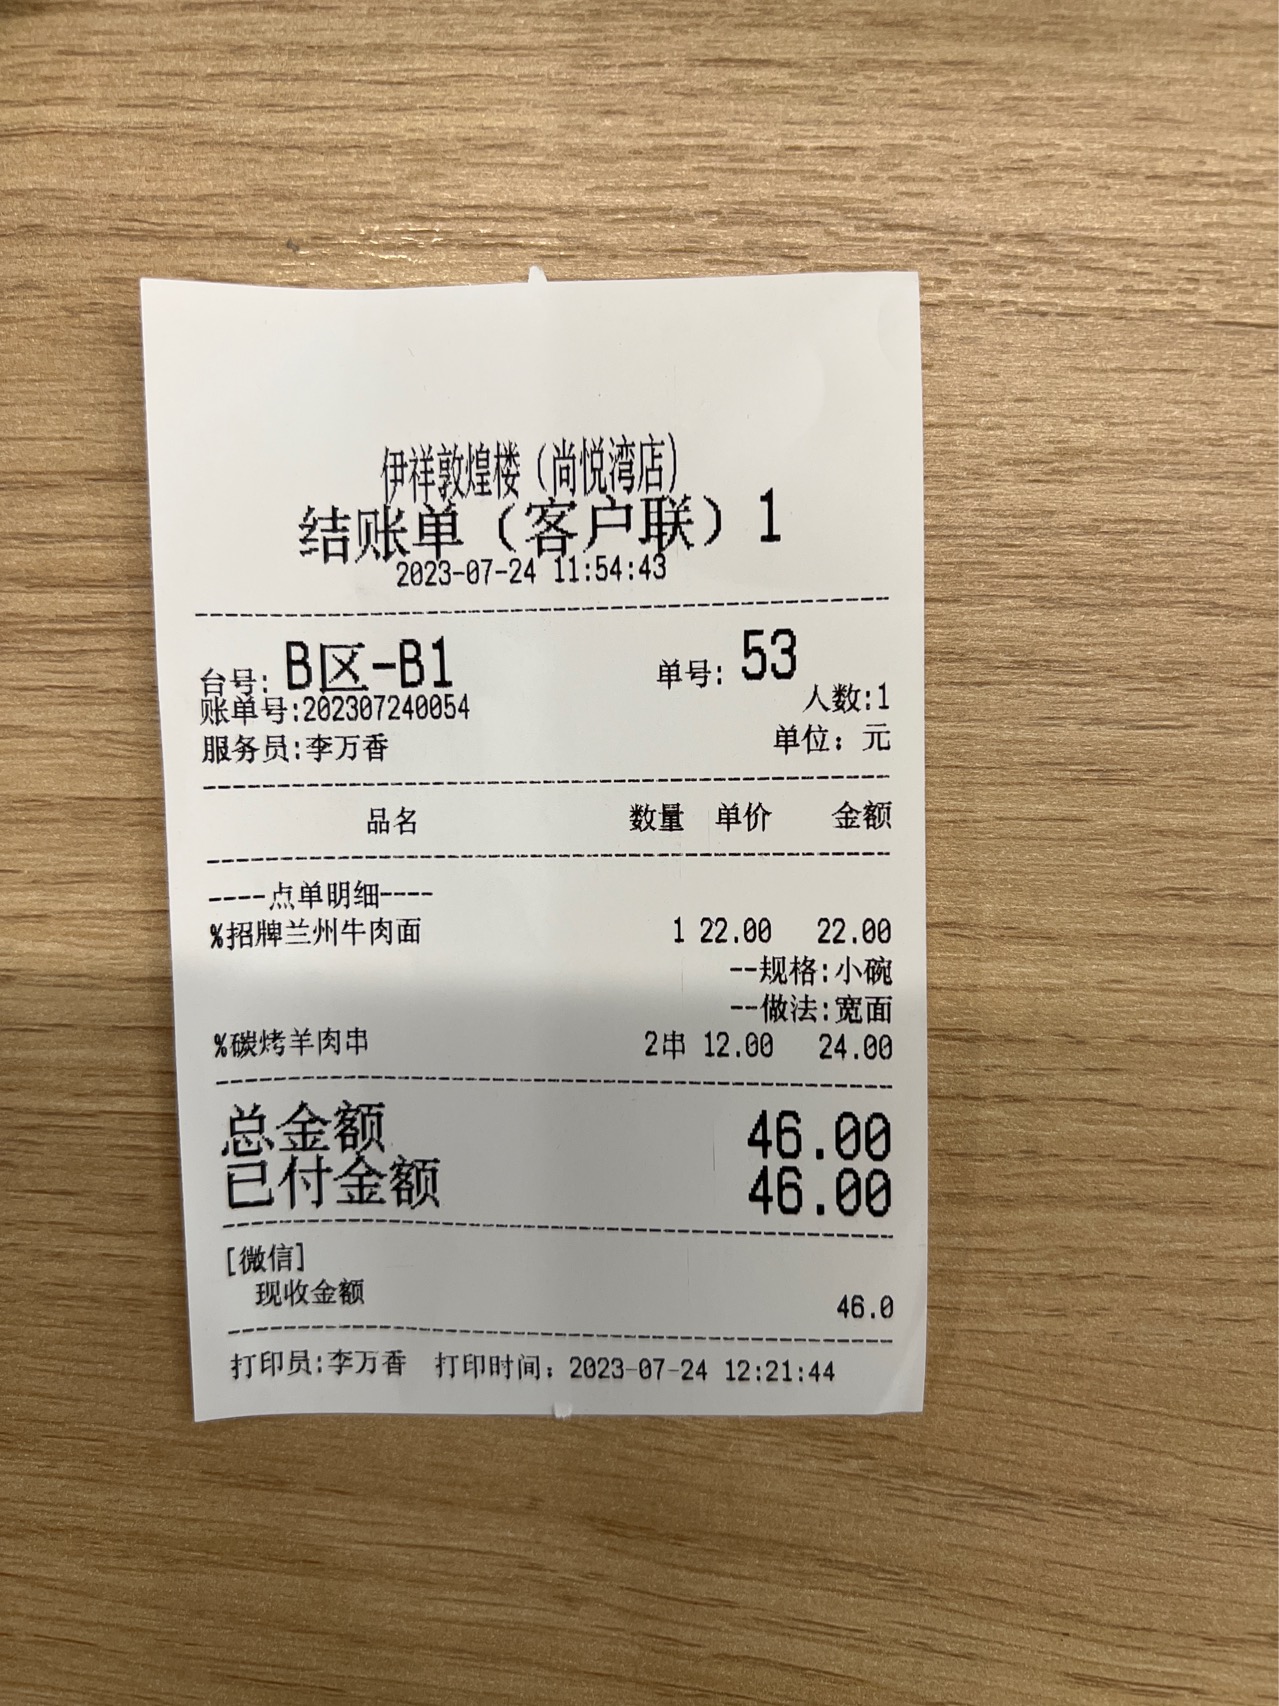 伊祥敦煌楼（尚悦湾店）
结账单（客户联）1
2023-07-24 11:54:43
台号: B区-B1 单号: 53
人数:1
账单号:202307240054
服务员:李万香 单位: 元
品名 数量 单价 金额
----点单明细----
%招牌兰州牛肉面 1 22.00 22.00
--规格:小碗
--做法:宽面
%碳烤羊肉串 2串 12.00 24.00
总金额 46.00
已付金额 46.00
[微信]
现收金额 46.0
打印员:李万香 打印时间: 2023-07-24 12:21:44